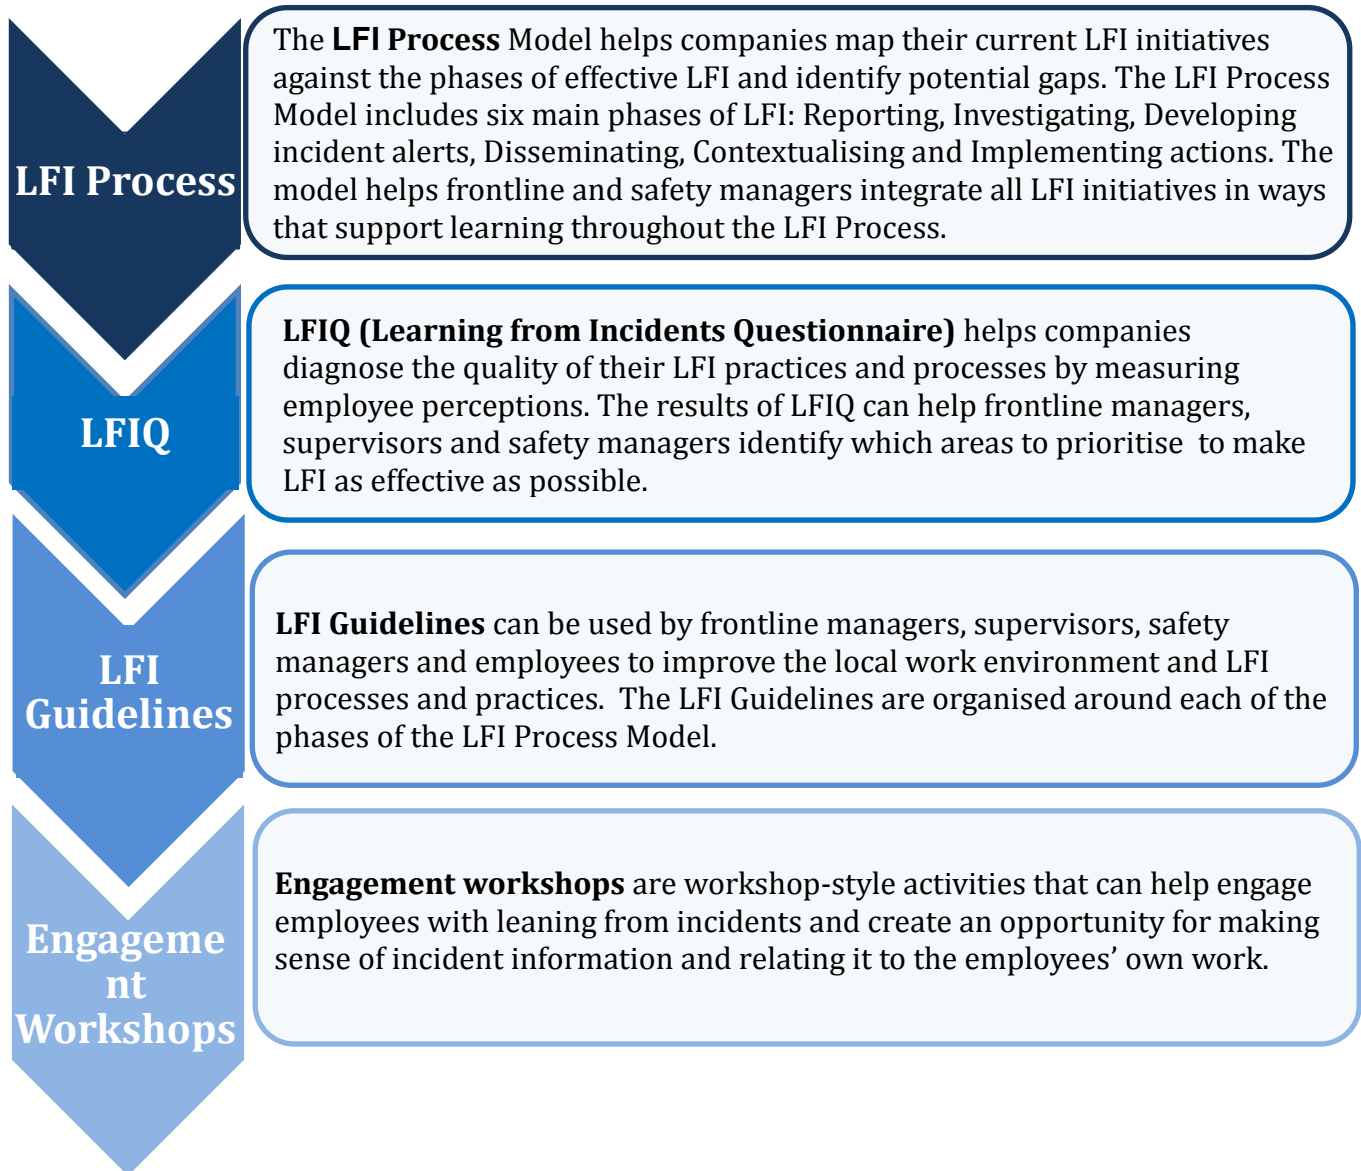 LFI Process
The LFI Process Model helps companies map their current LFI initiatives
against the phases of effective LFI and identify potential gaps. The LFI Process
Model includes six main phases of LFI: Reporting, Investigating, Developing
incident alerts, Disseminating, Contextualising and Implementing actions. The
model helps frontline and safety managers integrate all LFI initiatives in ways
that support learning throughout the LFI Process.
LFIQ
LFIQ (Learning from Incidents Questionnaire) helps companies
diagnose the quality of their LFI practices and processes by measuring
employee perceptions. The results of LFIQ can help frontline managers,
supervisors and safety managers identify which areas to prioritise  to make
LFI as effective as possible.
LFI
Guidelines
LFI Guidelines can be used by frontline managers, supervisors, safety
managers and employees to improve the local work environment and LFI
processes and practices.  The LFI Guidelines are organised around each of the
phases of the LFI Process Model.
Engageme
nt
Workshops
Engagement workshops are workshop-style activities that can help engage
employees with leaning from incidents and create an opportunity for making
sense of incident information and relating it to the employees’ own work.